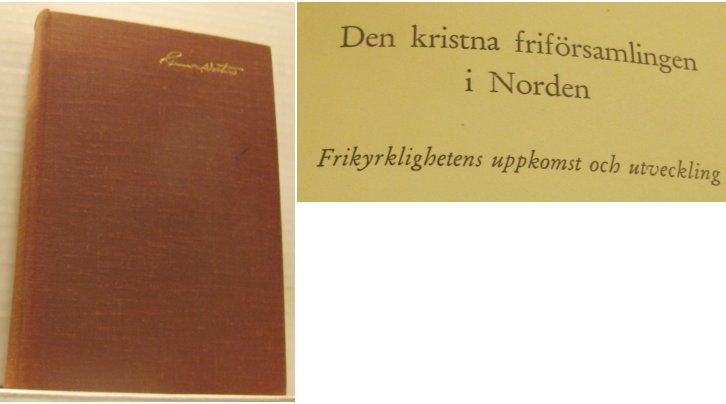 Den kristna friförsamlingen
i Norden
Frikyrklighetens uppkomst och utveckling